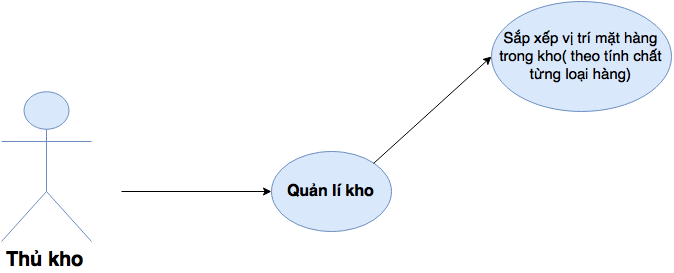 Sắp xếp vị trí mặt hàng
trong kho( theo tính chất
từng loại hàng)
Quản lí kho
Thủ kho